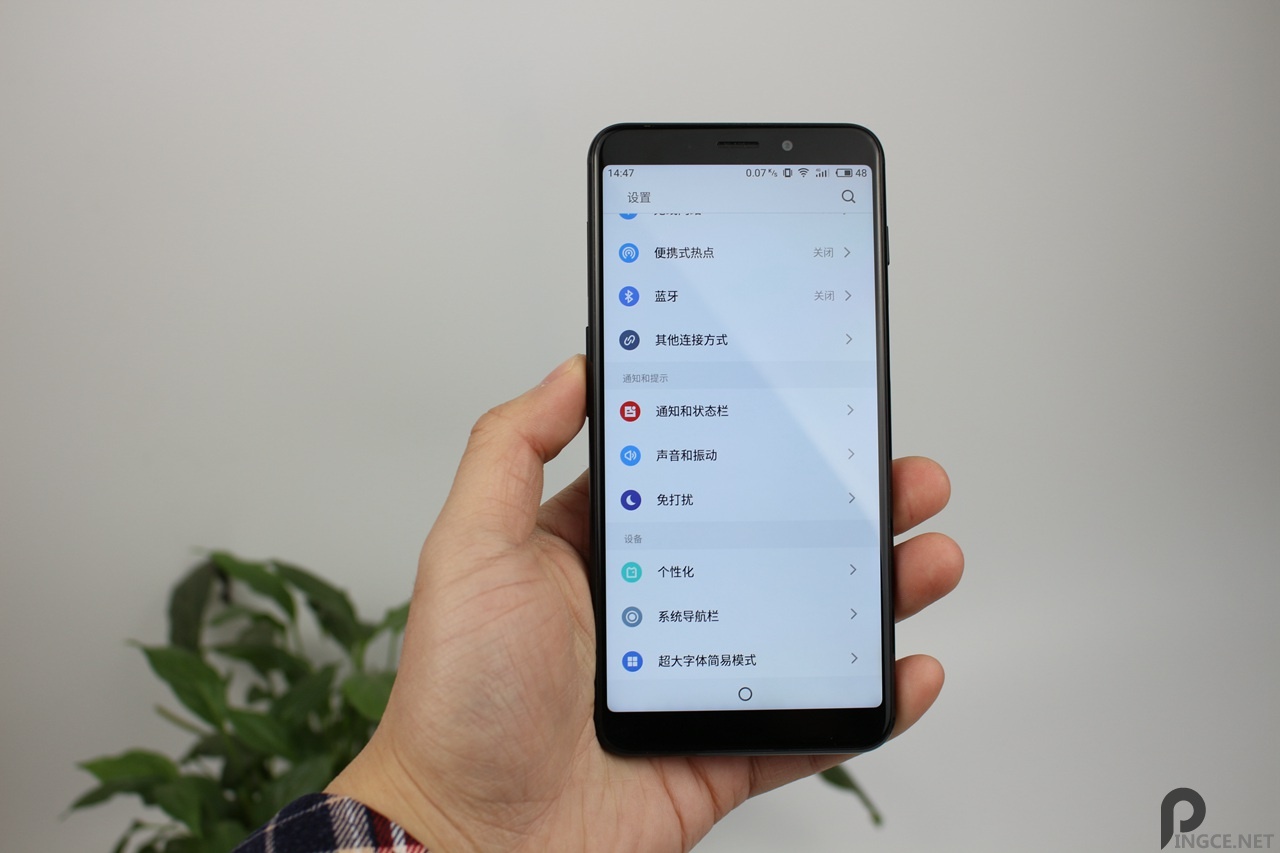 14:47 0.07 K/s 48
设置
便携式热点 关闭
蓝牙 关闭
其他连接方式
通知和提示
通知和状态栏
声音和振动
免打扰
设备
个性化
系统导航栏
超大字体简易模式
PINGCE.NET